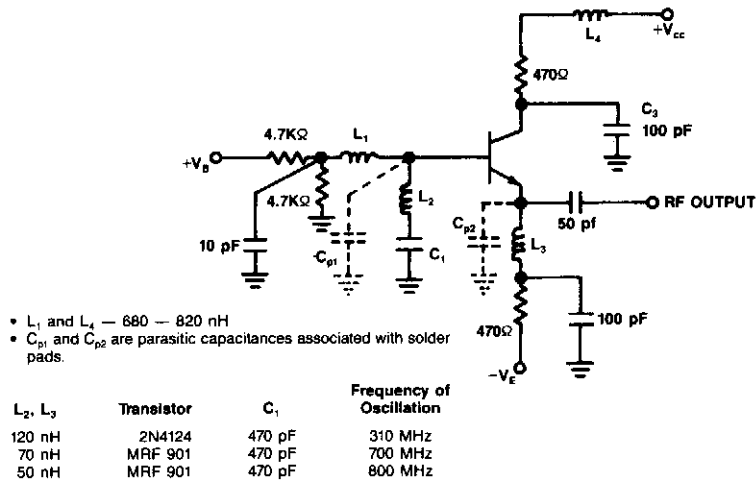 L₄
+Vcc
470Ω
C₃
100 pF
4.7KΩ
L₁
+VB
4.7KΩ
L₂
Cp2
50 pf
RF OUTPUT
10 pF
Cp1
C₁
L₃
470Ω
100 pF
−VE
• L₁ and L₄ — 680 — 820 nH
• Cp1 and Cp2 are parasitic capacitances associated with solder
pads.
L₂, L₃ Transistor C₁ Frequency of Oscillation
120 nH 2N4124 470 pF 310 MHz
70 nH MRF 901 470 pF 700 MHz
50 nH MRF 901 470 pF 800 MHz